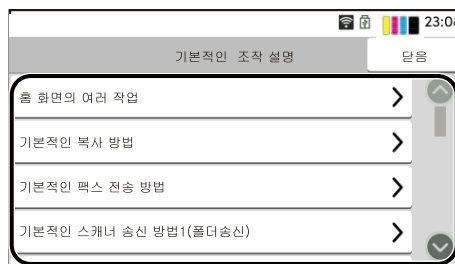 23:08
기본적인 조작 설명
닫음
홈 화면의 여러 작업
기본적인 복사 방법
기본적인 팩스 전송 방법
기본적인 스캐너 송신 방법1(폴더송신)